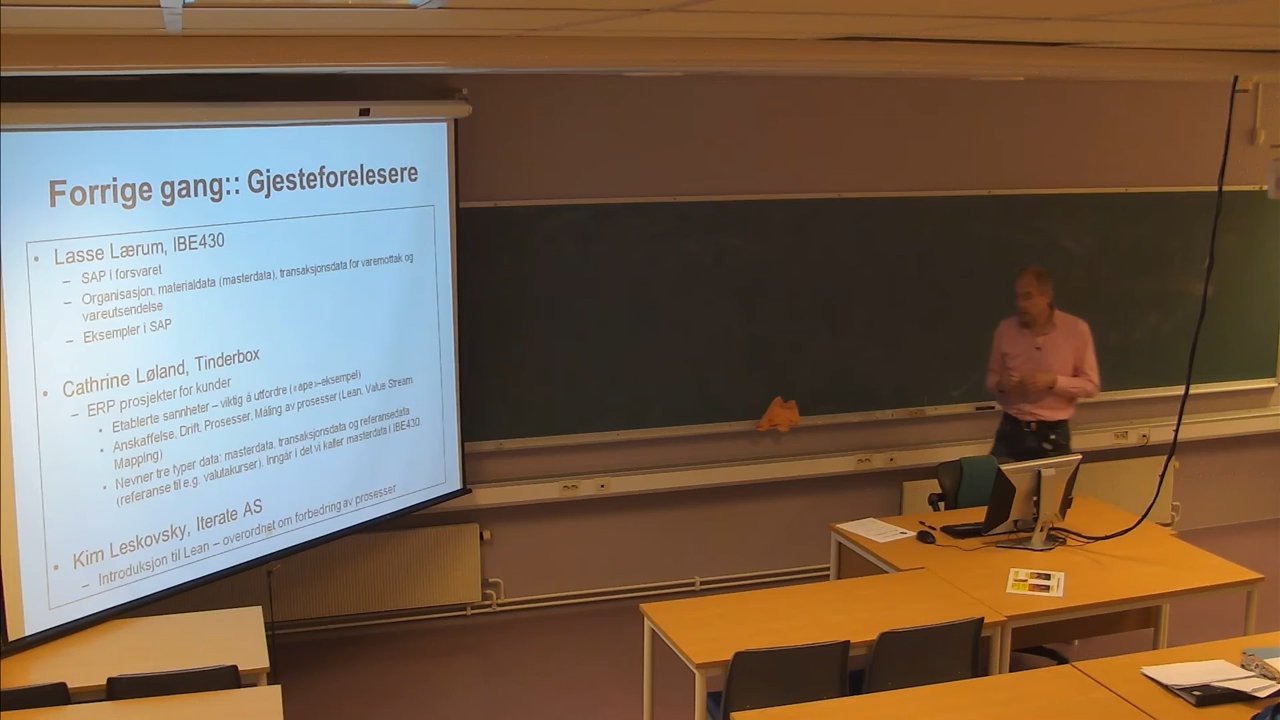 Forrige gang:: Gjesteforelesere
• Lasse Lærum, IBE430
– SAP i forsvaret
– Organisasjon, materialdata (masterdata), transaksjonsdata for varemottak og
vareutsendelse
– Eksempler i SAP
• Cathrine Løland, Tinderbox
– ERP prosjekter for kunder
• Etablerte sannheter – viktig å utfordre («ape»-eksempel)
• Anskaffelse, Drift, Prosesser, Måling av prosesser (Lean, Value Stream
Mapping)
• Nevner tre typer data: masterdata, transaksjonsdata og referansedata
(referanse til e.g. valutakurser). Inngår i det vi kaller masterdata i IBE430.
• Kim Leskovsky, Iterate AS
– Introduksjon til Lean – overordnet om forbedring av prosesser